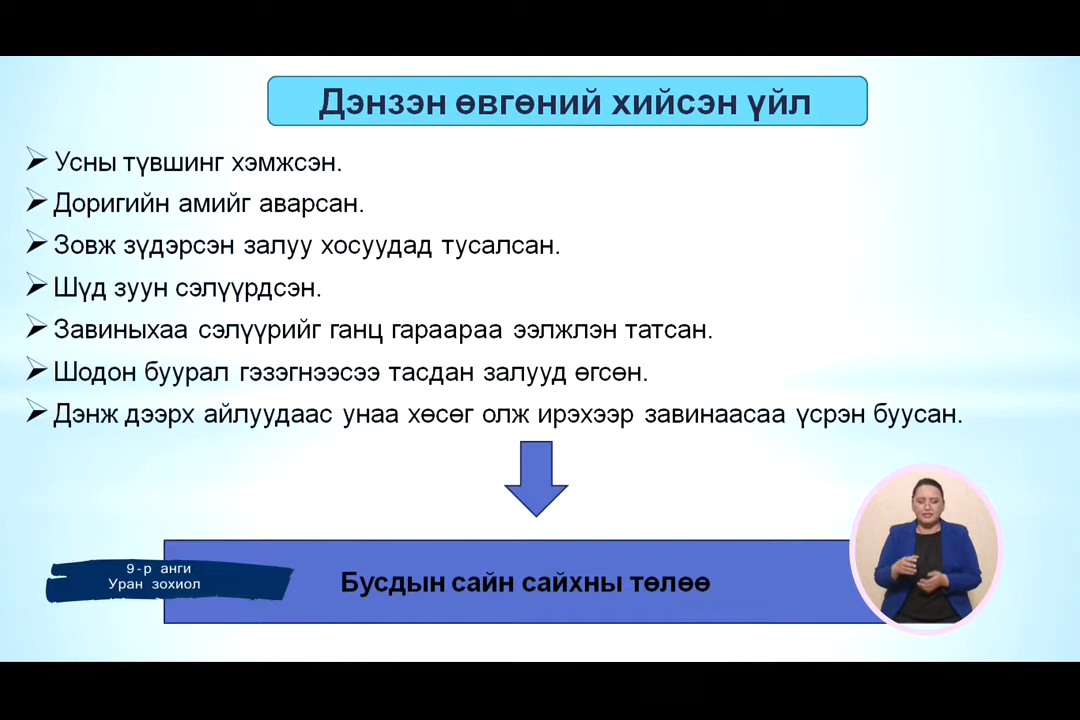 Дэнзэн өвгөний хийсэн үйл
Усны түвшинг хэмжсэн.
Доригийн амийг аварсан.
Зовж зүдэрсэн залуу хосуудад тусалсан.
Шүд зуун сэлүүрдсэн.
Завиныхаа сэлүүрийг ганц гараараа ээлжлэн татсан.
Шодон буурал гэзэгнээсээ тасдан залууд өгсөн.
Дэнж дээрх айлуудаас унаа хөсөг олж ирэхээр завинаасаа үсрэн буусан.
Бусдын сайн сайхны төлөө
9-р анги
Уран зохиол